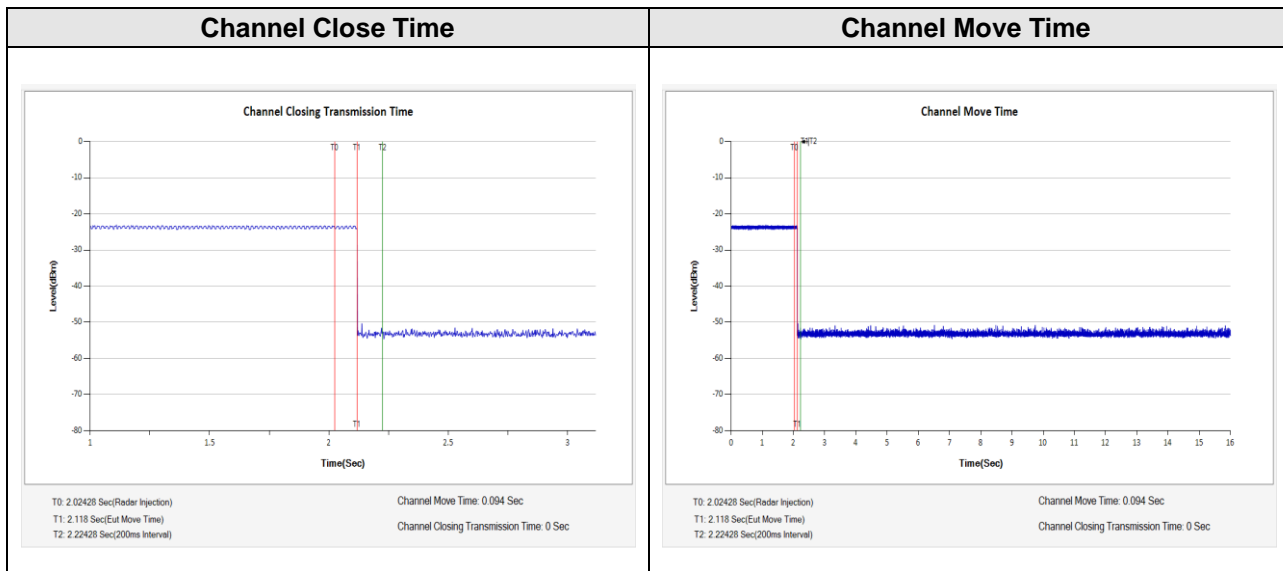 Channel Close Time
Channel Move Time
Channel Closing Transmission Time
T0
T1
T2
0
-10
-20
-30
-40
-50
-60
-70
-80
Level(dBm)
T1
1
1.5
2
2.5
3
Time(Sec)
T0: 2.02428 Sec(Radar Injection)
T1: 2.118 Sec(Eut Move Time)
T2: 2.22428 Sec(200ms Interval)
Channel Move Time: 0.094 Sec
Channel Closing Transmission Time: 0 Sec
Channel Move Time
T0
T2
0
-10
-20
-30
-40
-50
-60
-70
-80
Level(dBm)
0
1
2
3
4
5
6
7
8
9
10
11
12
13
14
15
16
Time(Sec)
T0: 2.02428 Sec(Radar Injection)
T1: 2.118 Sec(Eut Move Time)
T2: 2.22428 Sec(200ms Interval)
Channel Move Time: 0.094 Sec
Channel Closing Transmission Time: 0 Sec